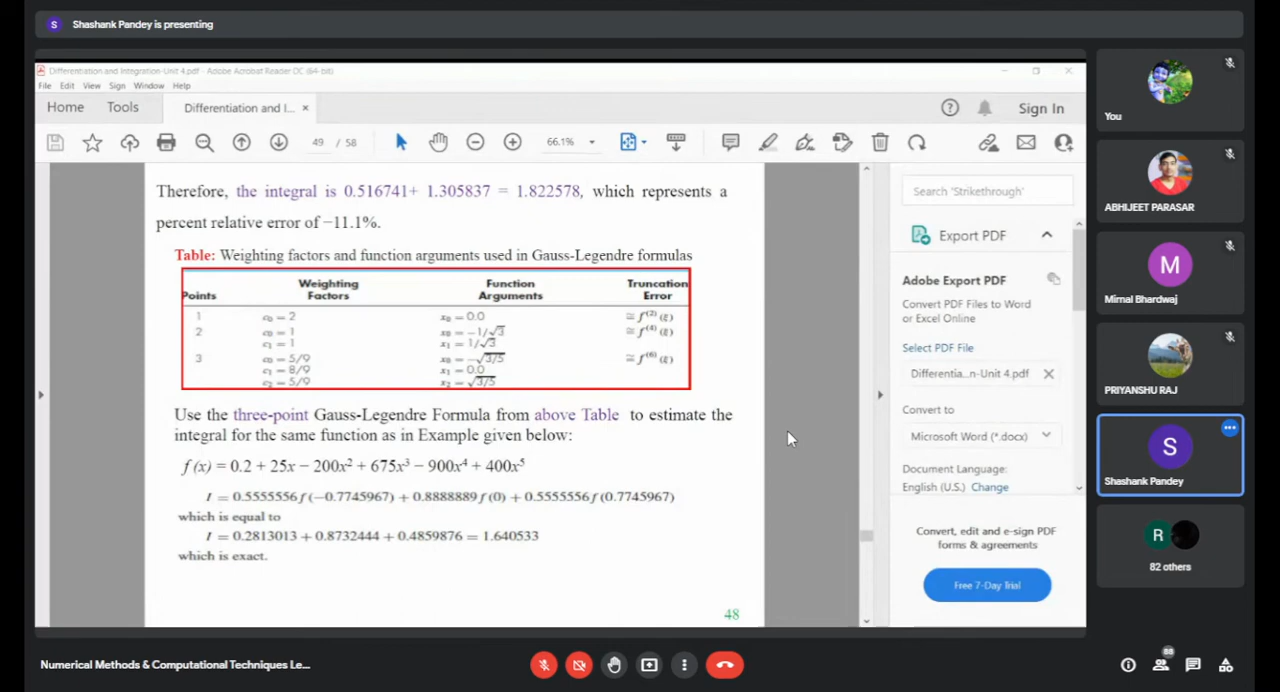 S Shashank Pandey is presenting
Differentiation and Integration-Unit 4.pdf - Adobe Acrobat Reader DC (64-bit)
File Edit View Sign Window Help
Home Tools Differentiation and I... × Sign In
49 / 58 66.1%
Therefore, the integral is 0.516741+ 1.305837 = 1.822578, which represents a
percent relative error of −11.1%.
Table: Weighting factors and function arguments used in Gauss-Legendre formulas
Points Weighting Factors Function Arguments Truncation Error
1 c₀ = 2 x₀ = 0.0 ≅ f⁽²⁾(ξ)
2 c₀ = 1 x₀ = −1/√3 ≅ f⁽⁴⁾(ξ)
c₁ = 1 x₁ = 1/√3
3 c₀ = 5/9 x₀ = −√3/5 ≅ f⁽⁶⁾(ξ)
c₁ = 8/9 x₁ = 0.0
c₂ = 5/9 x₂ = √3/5
Use the three-point Gauss-Legendre Formula from above Table to estimate the
integral for the same function as in Example given below:
f (x) = 0.2 + 25x − 200x² + 675x³ − 900x⁴ + 400x⁵
I = 0.5555556f(−0.7745967) + 0.8888889f(0) + 0.5555556f(0.7745967)
which is equal to
I = 0.2813013 + 0.8732444 + 0.4859876 = 1.640533
which is exact.
48
Search 'Strikethrough'
Export PDF
Adobe Export PDF
Convert PDF Files to Word
or Excel Online
Select PDF File
Differentia...n-Unit 4.pdf ×
Convert to
Microsoft Word (*.docx)
Document Language:
English (U.S.) Change
Convert, edit and e-sign PDF
forms & agreements
Free 7-Day Trial
You
ABHIJEET PARASAR
M
Mirnal Bhardwaj
PRIYANSHU RAJ
S
Shashank Pandey
R
82 others
Numerical Methods & Computational Techniques Le...
88